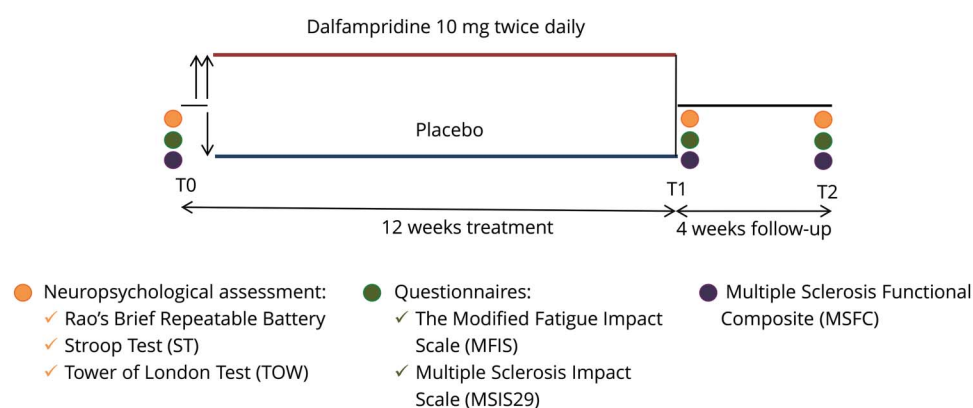 Dalfampridine 10 mg twice daily
Placebo
T0
T1
T2
12 weeks treatment
4 weeks follow-up
Neuropsychological assessment:
✓ Rao's Brief Repeatable Battery
✓ Stroop Test (ST)
✓ Tower of London Test (TOW)
Questionnaires:
✓ The Modified Fatigue Impact
Scale (MFIS)
✓ Multiple Sclerosis Impact
Scale (MSIS29)
Multiple Sclerosis Functional
Composite (MSFC)